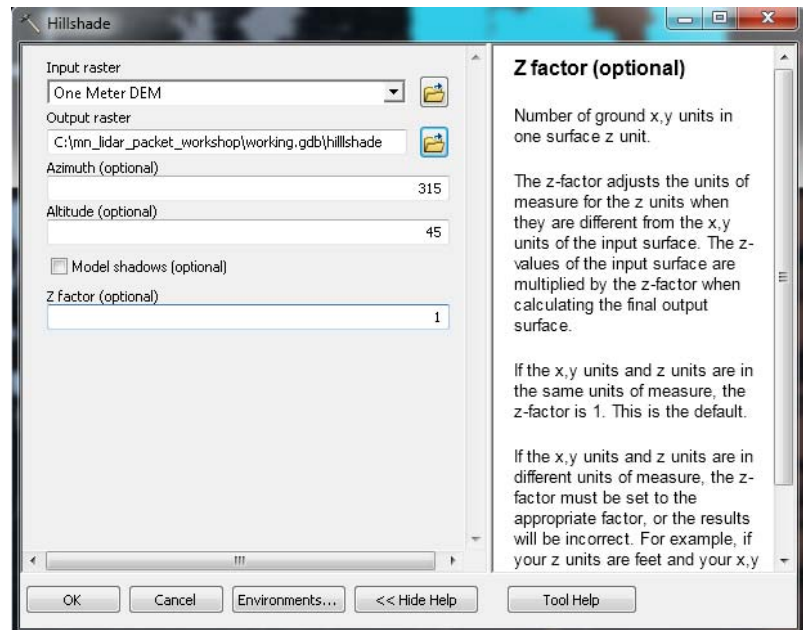 Hillshade
Input raster
One Meter DEM
Output raster
C:\mn_lidar_packet_workshop\working.gdb\hilllshade
Azimuth (optional)
315
Altitude (optional)
45
Model shadows (optional)
Z factor (optional)
1
Z factor (optional)
Number of ground x,y units in
one surface z unit.
The z-factor adjusts the units of
measure for the z units when
they are different from the x,y
units of the input surface. The z-
values of the input surface are
multiplied by the z-factor when
calculating the final output
surface.
If the x,y units and z units are in
the same units of measure, the
z-factor is 1. This is the default.
If the x,y units and z units are in
different units of measure, the z-
factor must be set to the
appropriate factor, or the results
will be incorrect. For example, if
your z units are feet and your x,y
OK
Cancel
Environments...
<< Hide Help
Tool Help